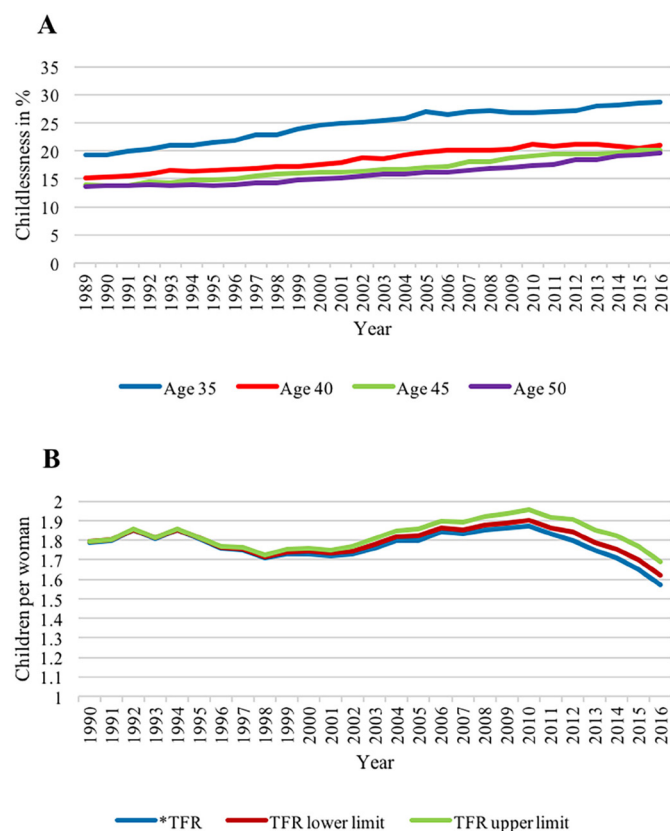 A
Childlessness in %
35
30
25
20
15
10
5
0
1989 1990 1991 1992 1993 1994 1995 1996 1997 1998 1999 2000 2001 2002 2003 2004 2005 2006 2007 2008 2009 2010 2011 2012 2013 2014 2015 2016
Year
Age 35 Age 40 Age 45 Age 50
B
Children per woman
2
1.9
1.8
1.7
1.6
1.5
1.4
1.3
1.2
1.1
1
1990 1991 1992 1993 1994 1995 1996 1997 1998 1999 2000 2001 2002 2003 2004 2005 2006 2007 2008 2009 2010 2011 2012 2013 2014 2015 2016
Year
*TFR TFR lower limit TFR upper limit